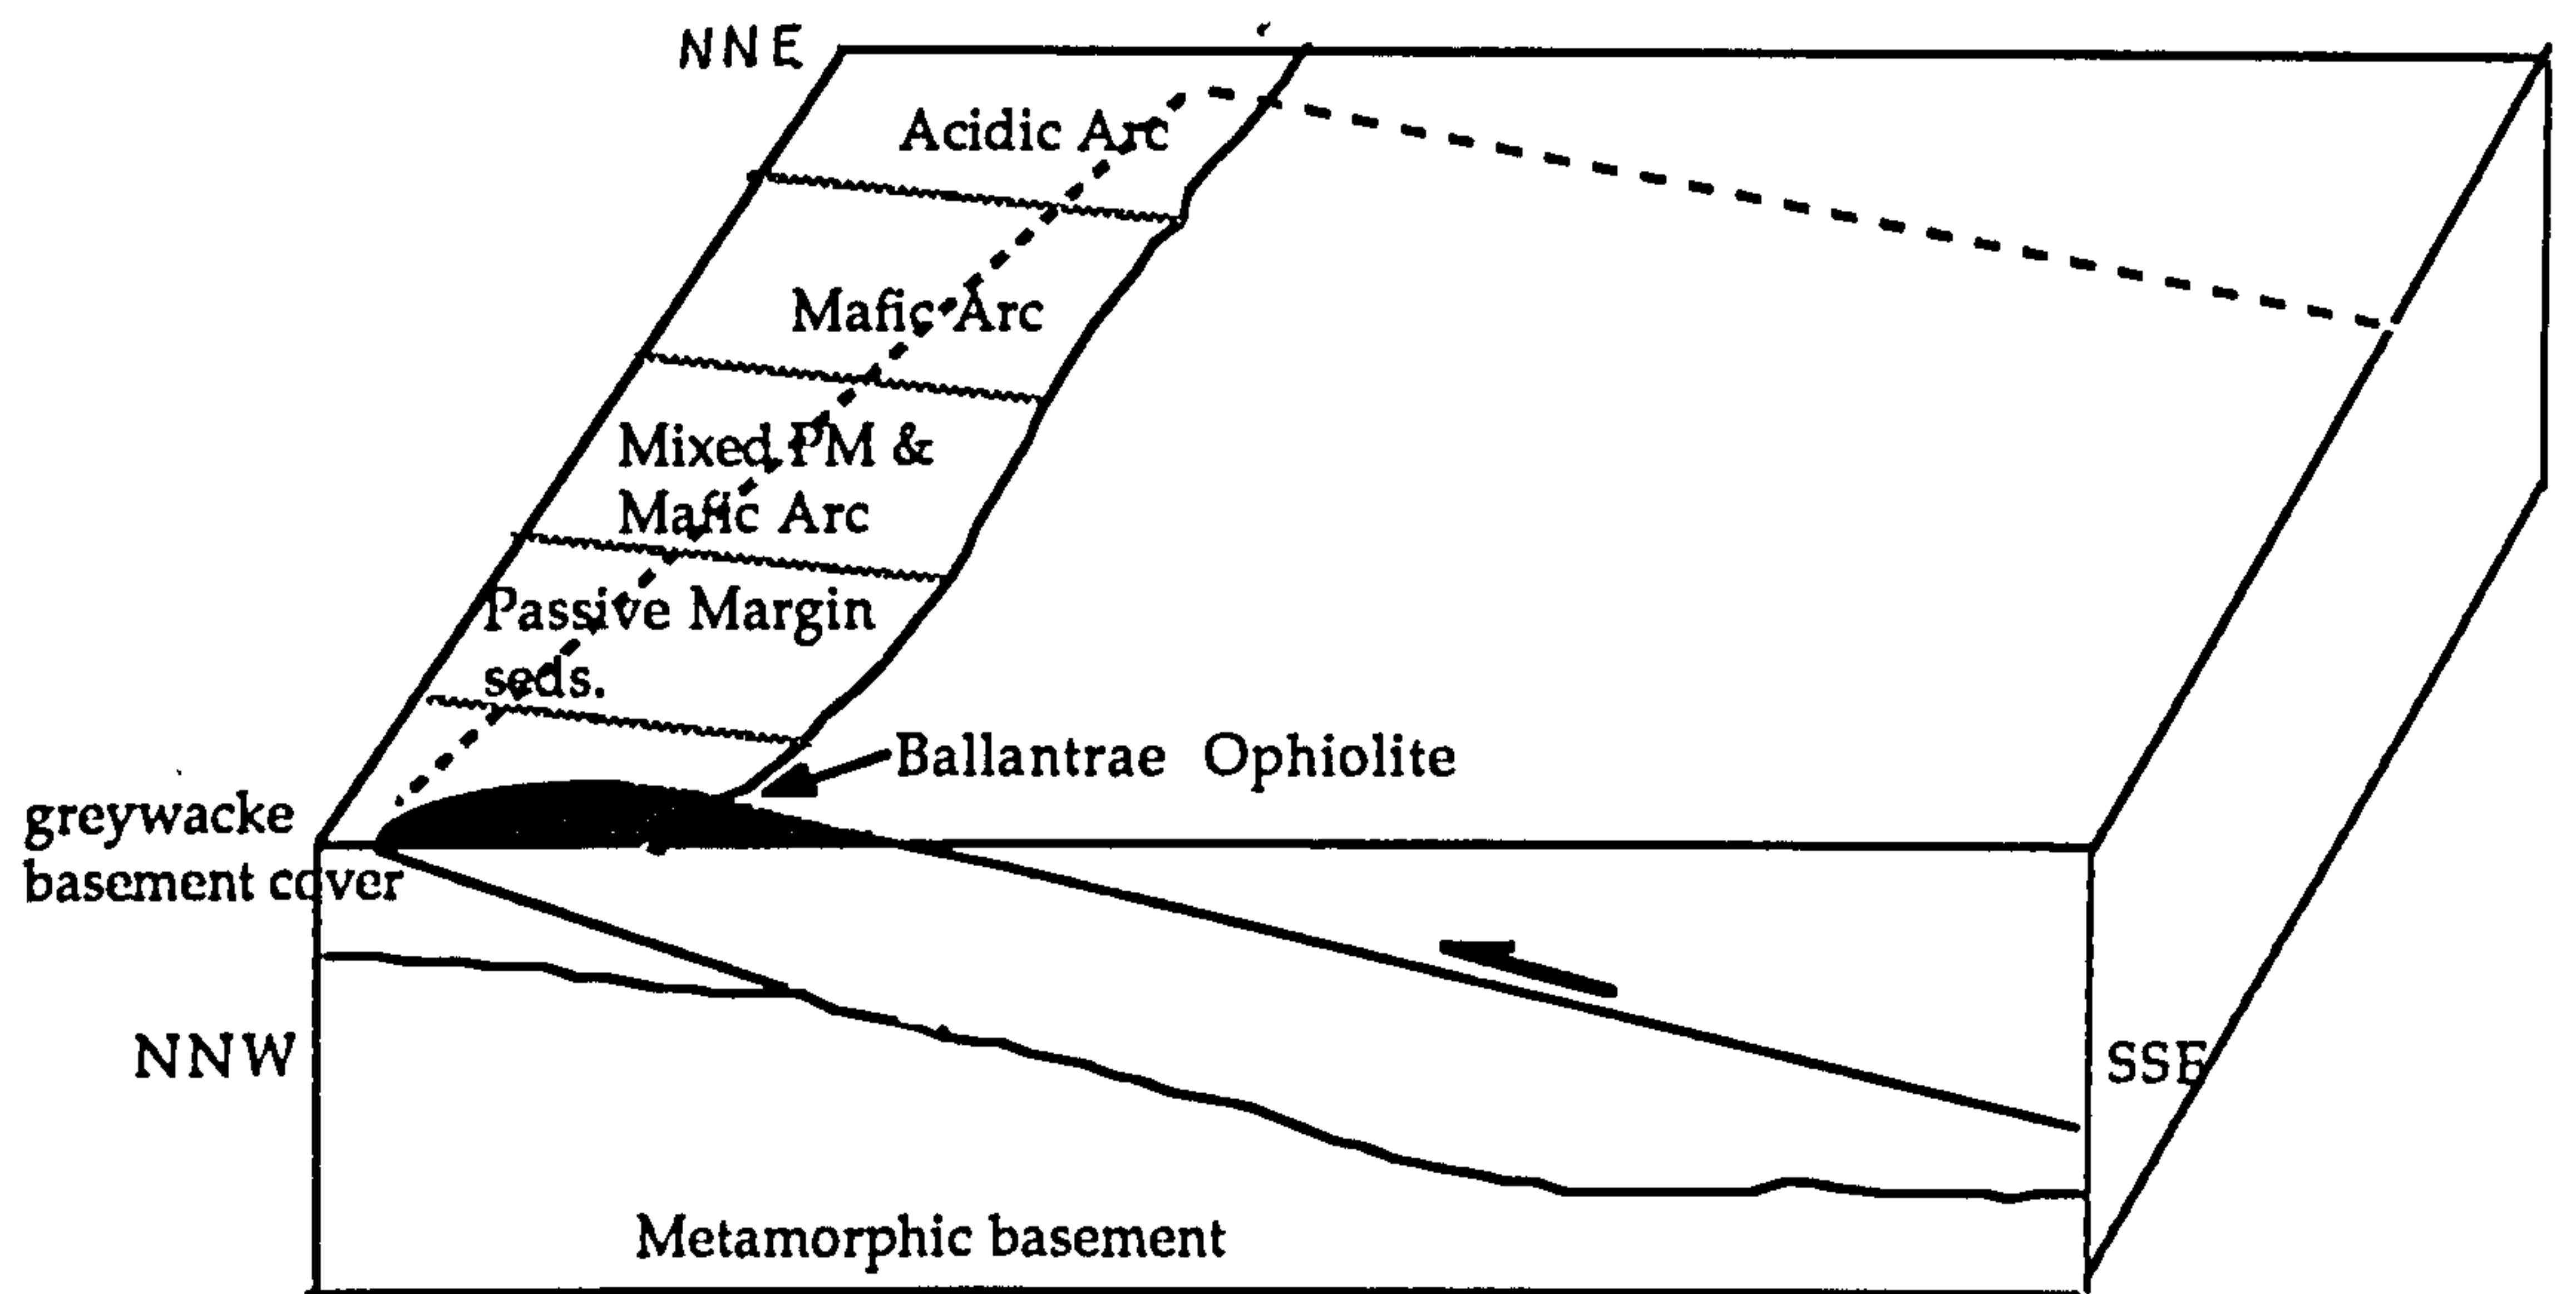 NNE
Acidic Arc
Mafic Arc
Mixed PM &
Mafic Arc
Passive Margin
seds.
Ballantrae Ophiolite
greywacke
basement cover
NNW
SSE
Metamorphic basement